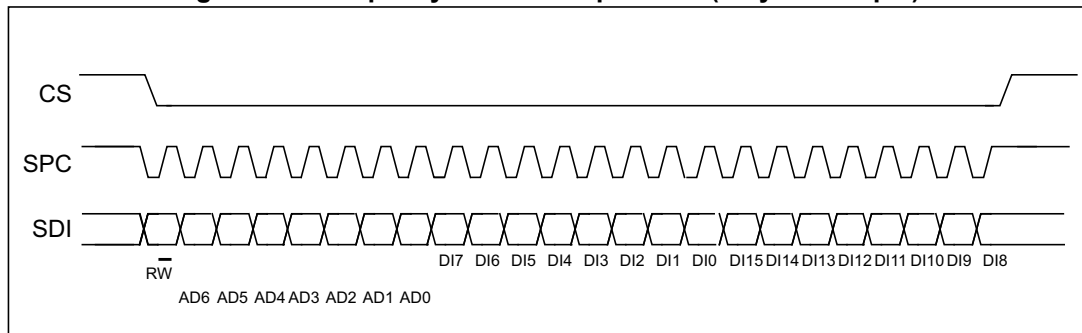 CS
SPC
SDI
RW
DI7 DI6 DI5 DI4 DI3 DI2 DI1 DI0 DI15 DI14 DI13 DI12 DI11 DI10 DI9 DI8
AD6 AD5 AD4 AD3 AD2 AD1 AD0